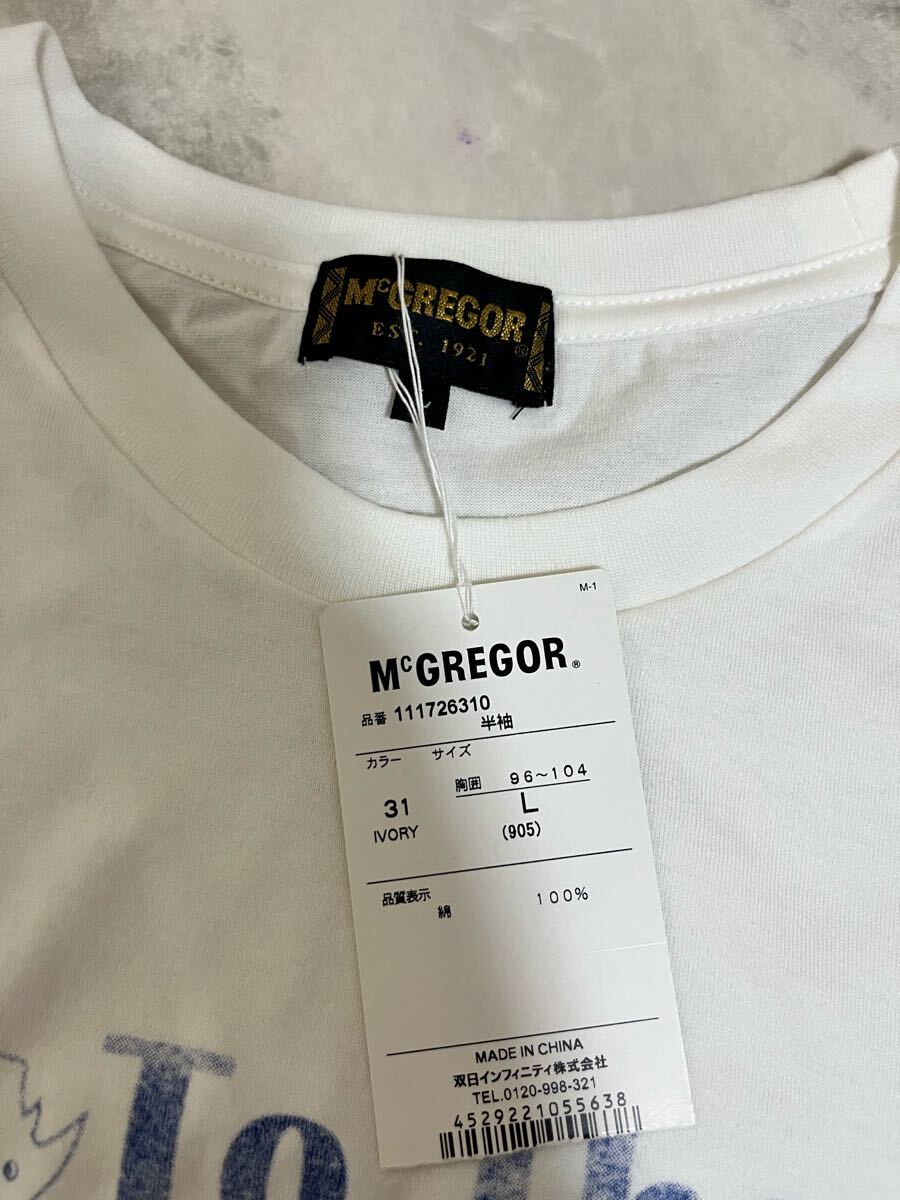 McGREGOR®
EST: 1921
M-1
McGREGOR®
品番 111726310
半袖
カラー サイズ
胸囲 96~104
31 L
IVORY (905)
品質表示
綿 100%
MADE IN CHINA
双日インフィニティ株式会社
TEL.0120-998-321
4529221055638